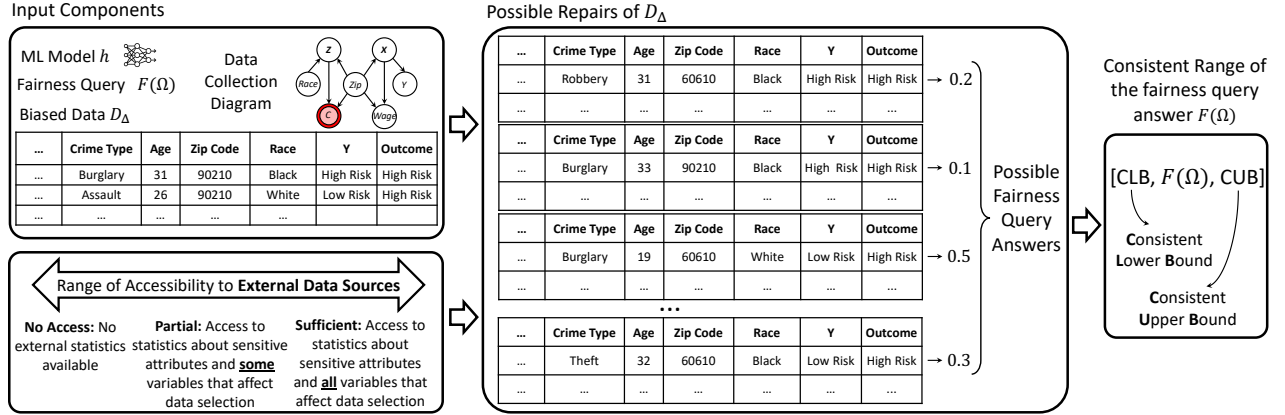 Input Components
ML Model h
Fairness Query F(Ω)
Biased Data D_Δ
Data
Collection
Diagram
Z
X
Race
Zip
Y
C
Wage
... Crime Type Age Zip Code Race Y Outcome
... Burglary 31 90210 Black High Risk High Risk
... Assault 26 90210 White Low Risk High Risk
... ... ... ...
Range of Accessibility to External Data Sources
No Access: No
external statistics
available
Partial: Access to
statistics about sensitive
attributes and some
variables that affect
data selection
Sufficient: Access to
statistics about
sensitive attributes
and all variables that
affect data selection
Possible Repairs of D_Δ
... Crime Type Age Zip Code Race Y Outcome
... Robbery 31 60610 Black High Risk High Risk → 0.2
... ... ... ... ... ...
... Crime Type Age Zip Code Race Y Outcome
... Burglary 33 90210 Black High Risk High Risk → 0.1
... ... ... ... ...
... Crime Type Age Zip Code Race Y Outcome
... Burglary 19 60610 White Low Risk High Risk → 0.5
... ... ... ... ...
...
... Crime Type Age Zip Code Race Y Outcome
... Theft 32 60610 Black Low Risk High Risk → 0.3
... ... ... ... ...
Possible
Fairness
Query
Answers
Consistent Range of
the fairness query
answer F(Ω)
[CLB, F(Ω), CUB]
Consistent
Lower Bound
Consistent
Upper Bound